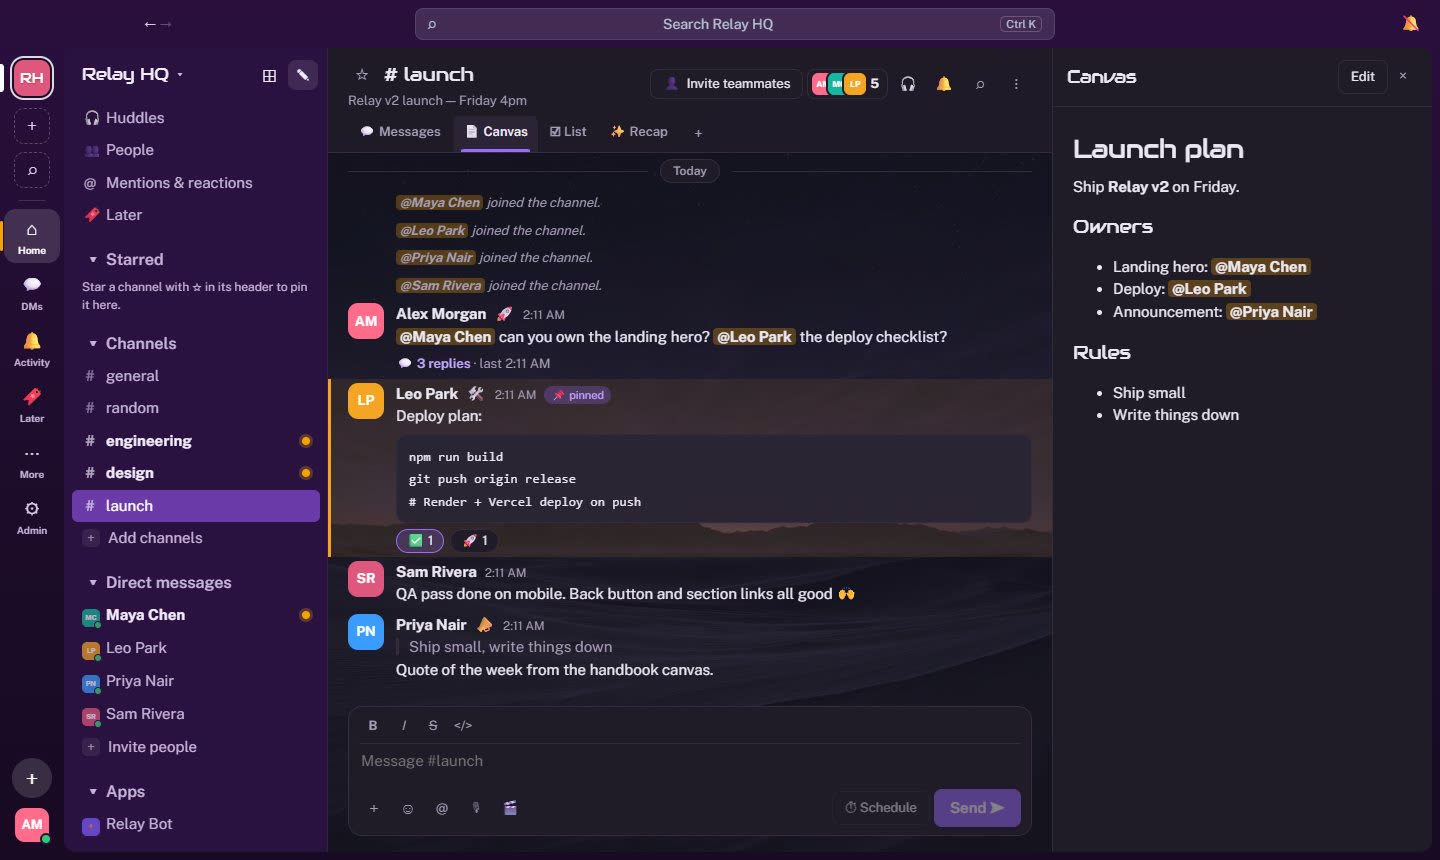 Search Relay HQ
Ctrl K
RH
Home
DMs
Activity
Later
More
Admin
AM
Relay HQ
Huddles
People
@ Mentions & reactions
Later
Starred
Star a channel with ☆ in its header to pin
it here.
Channels
# general
# random
# engineering
# design
# launch
+ Add channels
Direct messages
MC Maya Chen
LP Leo Park
PN Priya Nair
SR Sam Rivera
+ Invite people
Apps
Relay Bot
# launch
Relay v2 launch — Friday 4pm
Invite teammates
LP 5
Messages
Canvas
List
Recap
+
Today
@Maya Chen joined the channel.
@Leo Park joined the channel.
@Priya Nair joined the channel.
@Sam Rivera joined the channel.
AM
Alex Morgan 🚀 2:11 AM
@Maya Chen can you own the landing hero? @Leo Park the deploy checklist?
3 replies · last 2:11 AM
LP
Leo Park 🛠 2:11 AM 📌 pinned
Deploy plan:
npm run build
git push origin release
# Render + Vercel deploy on push
✅ 1 🚀 1
SR
Sam Rivera 2:11 AM
QA pass done on mobile. Back button and section links all good 🙌
PN
Priya Nair 📣 2:11 AM
Ship small, write things down
Quote of the week from the handbook canvas.
B I S </>
Message #launch
+ @
Schedule
Send
Canvas
Edit ×
Launch plan
Ship Relay v2 on Friday.
Owners
• Landing hero: @Maya Chen
• Deploy: @Leo Park
• Announcement: @Priya Nair
Rules
• Ship small
• Write things down